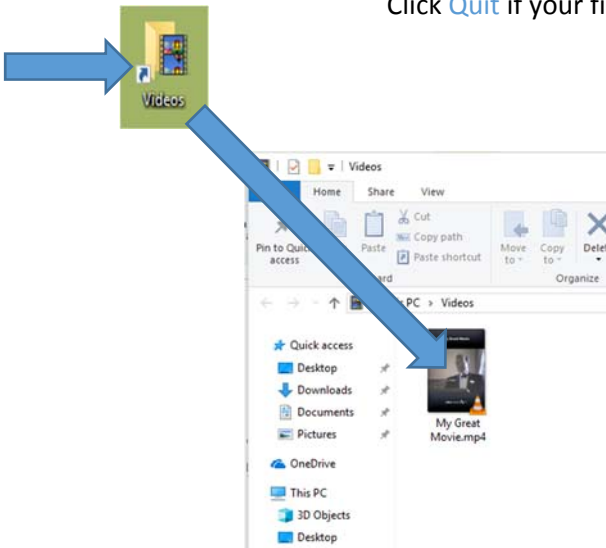 Click Quit if your fi
Videos
Videos
Home Share View
Pin to Quic
access
Paste
Cut
Copy path
Paste shortcut
Move
to
Copy
to
Delet
ard
Organize
PC > Videos
Quick access
Desktop
Downloads
Documents
Pictures
OneDrive
This PC
3D Objects
Desktop
Great Movie
My Great
Movie.mp4